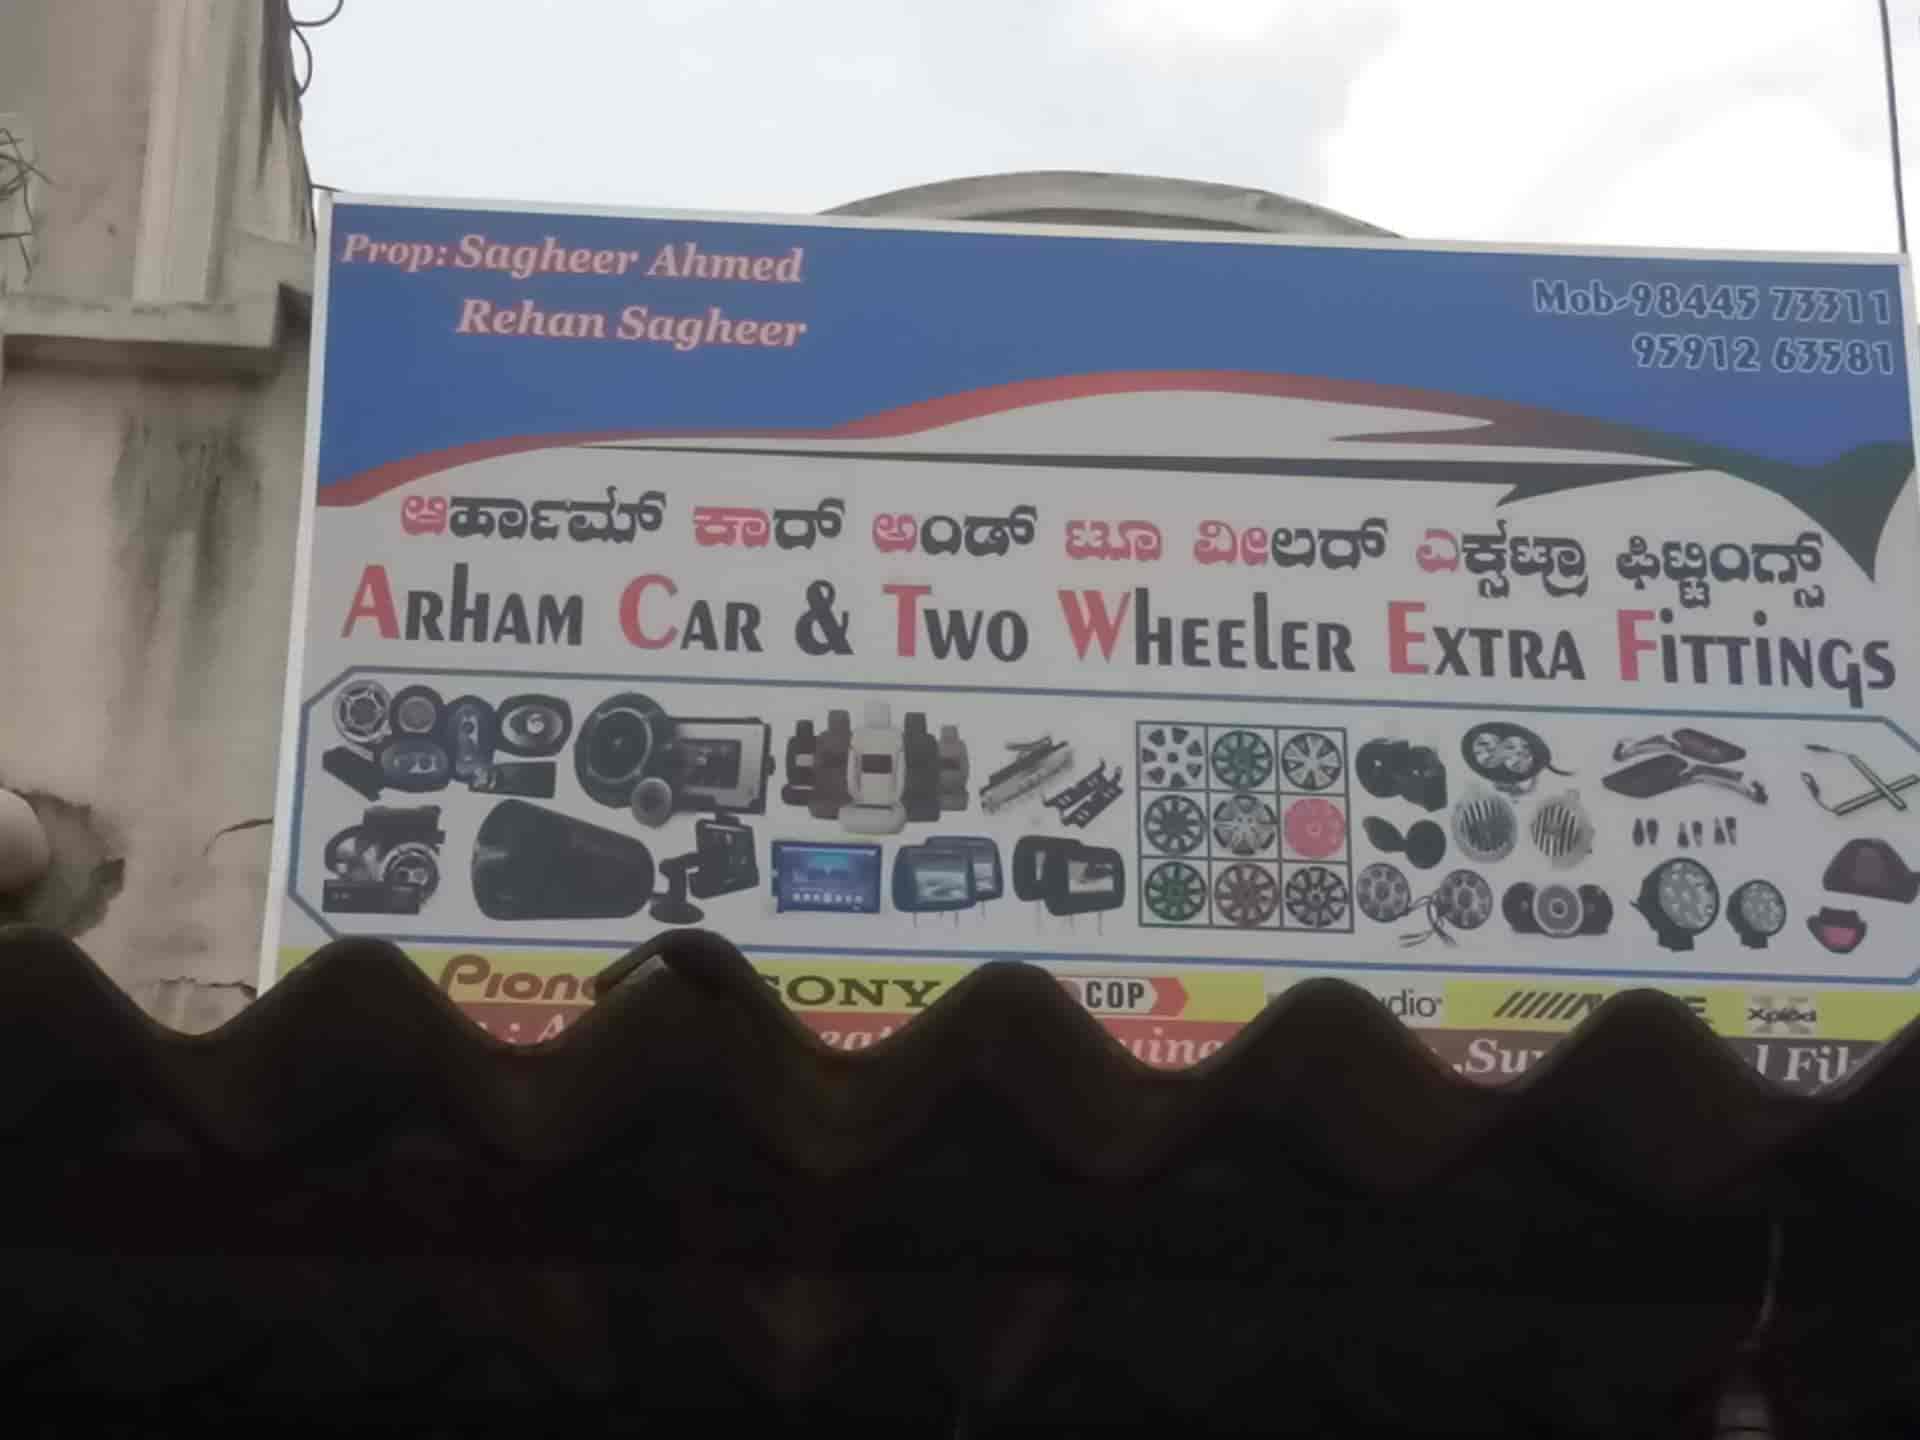 Prop: Sagheer Ahmed
Rehan Sagheer
Mob-98445 73311
95912 63581
ಆರ್ಹಾಮ್ ಕಾರ್ ಅಂಡ್ ಟೂ ವೀಲರ್ ಎಕ್ಸಟ್ರಾ ಫಿಟ್ಟಿಂಗ್ಸ್
ARHAM CAR & TWO WHEELER EXTRA FITTINGS
SONY COP Xplod